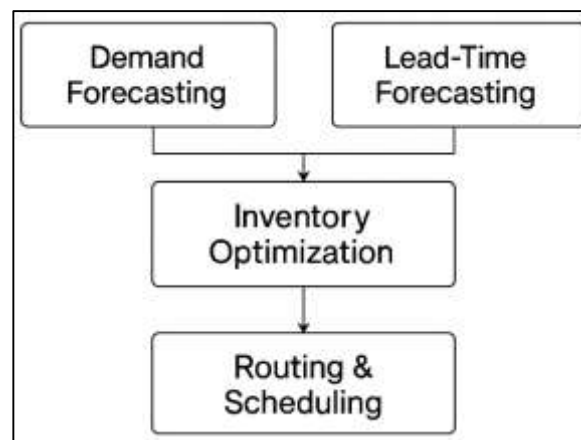 Demand
Forecasting
Lead-Time
Forecasting
Inventory
Optimization
Routing &
Scheduling